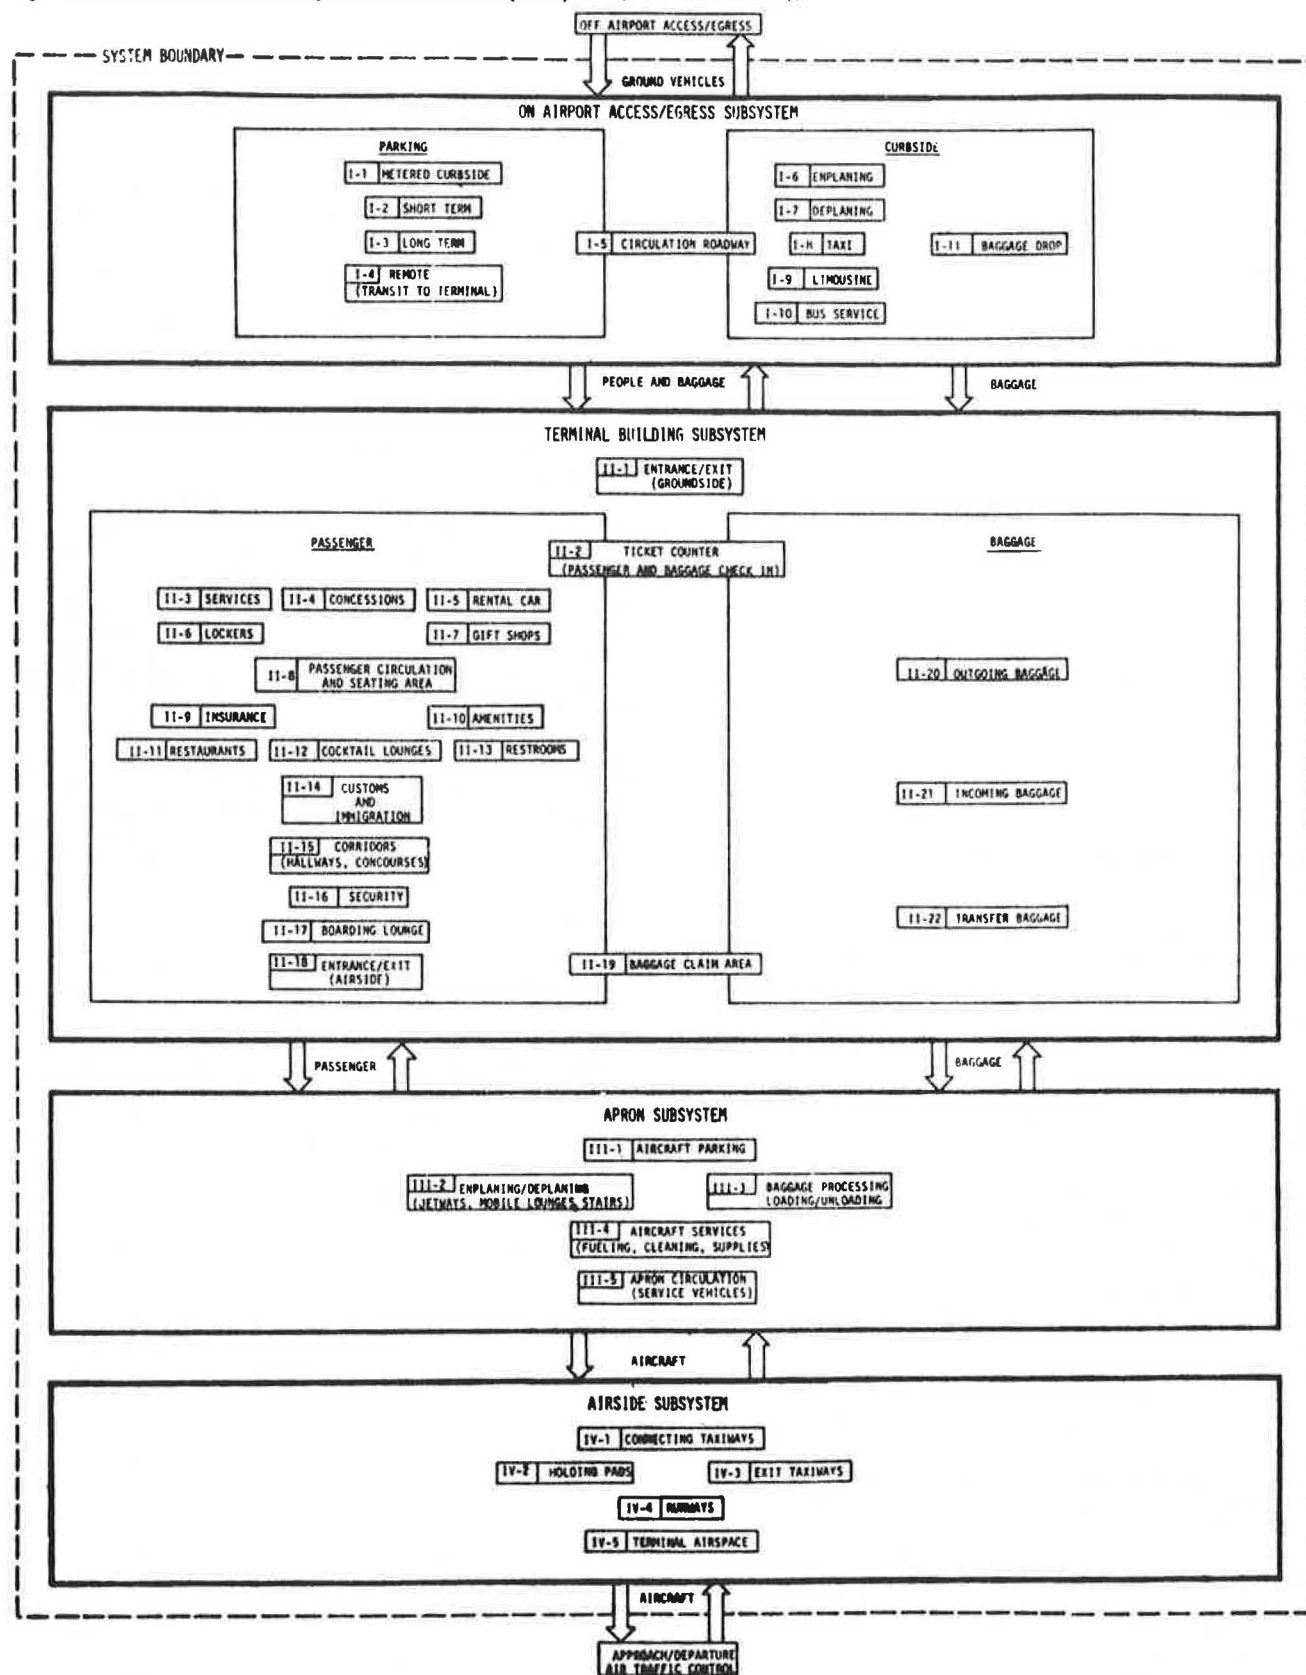 OFF AIRPORT ACCESS/EGRESS
SYSTEM BOUNDARY
GROUND VEHICLES
ON AIRPORT ACCESS/EGRESS SUBSYSTEM
PARKING
I-1 METERED CURBSIDE
I-2 SHORT TERM
I-3 LONG TERM
I-4 REMOTE
(TRANSIT TO TERMINAL)
I-5 CIRCULATION ROADWAY
CURBSIDE
I-6 ENPLANING
I-7 DEPLANING
I-8 TAXI
I-9 LIMOUSINE
I-10 BUS SERVICE
I-11 BAGGAGE DROP
PEOPLE AND BAGGAGE
BAGGAGE
TERMINAL BUILDING SUBSYSTEM
II-1 ENTRANCE/EXIT
(GROUNDSIDE)
PASSENGER
II-2 TICKET COUNTER
(PASSENGER AND BAGGAGE CHECK IN)
BAGGAGE
II-3 SERVICES
II-4 CONCESSIONS
II-5 RENTAL CAR
II-6 LOCKERS
II-7 GIFT SHOPS
II-8 PASSENGER CIRCULATION
AND SEATING AREA
II-9 INSURANCE
II-10 AMENITIES
II-11 RESTAURANTS
II-12 COCKTAIL LOUNGES
II-13 RESTROOMS
II-14 CUSTOMS
AND
IMMIGRATION
II-15 CORRIDORS
(HALLWAYS, CONCOURSES)
II-16 SECURITY
II-17 BOARDING LOUNGE
II-18 ENTRANCE/EXIT
(AIRSIDE)
II-19 BAGGAGE CLAIM AREA
II-20 OUTGOING BAGGAGE
II-21 INCOMING BAGGAGE
II-22 TRANSFER BAGGAGE
PASSENGER
BAGGAGE
APRON SUBSYSTEM
III-1 AIRCRAFT PARKING
III-2 ENPLANING/DEPLANING
(JETWAYS, MOBILE LOUNGES, STAIRS)
III-3 BAGGAGE PROCESSING
LOADING/UNLOADING
III-4 AIRCRAFT SERVICES
(FUELING, CLEANING, SUPPLIES)
III-5 APRON CIRCULATION
(SERVICE VEHICLES)
AIRCRAFT
AIRSIDE SUBSYSTEM
IV-1 CONNECTING TAXIWAYS
IV-2 HOLDING PADS
IV-3 EXIT TAXIWAYS
IV-4 RUNWAYS
IV-5 TERMINAL AIRSPACE
AIRCRAFT
APPROACH/DEPARTURE
AIR TRAFFIC CONTROL